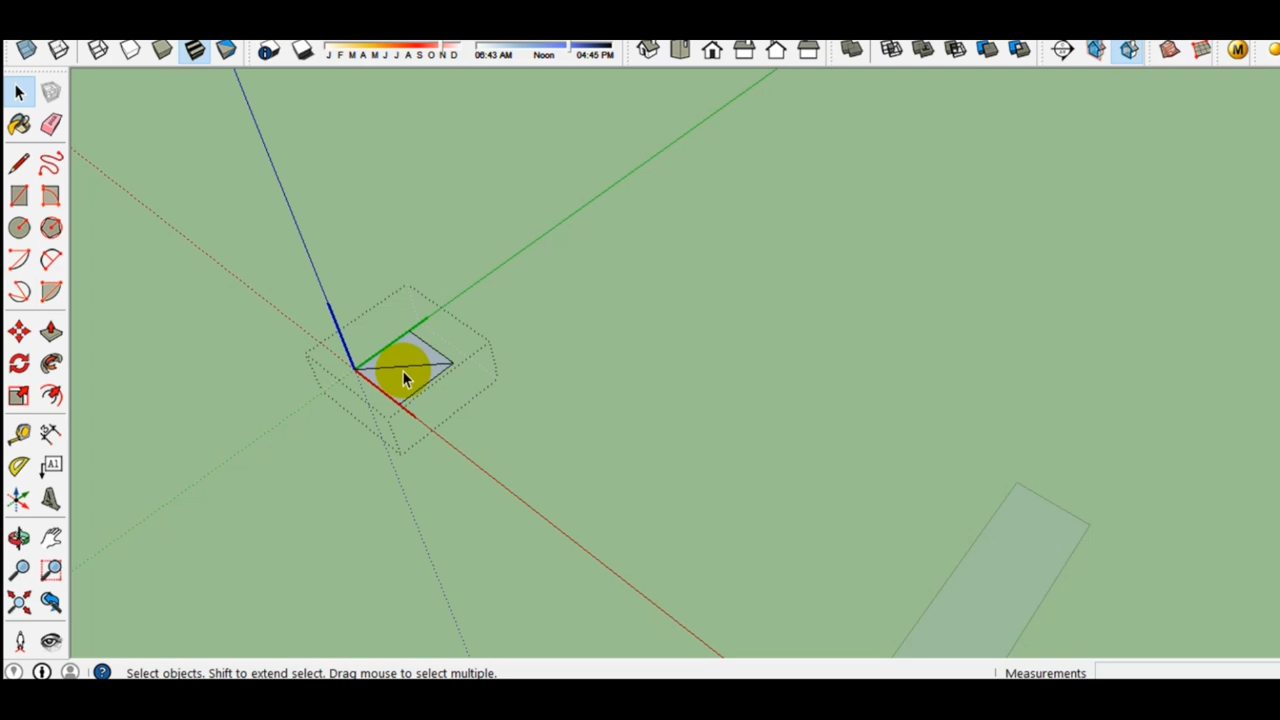 J F M A M J J A S O N D
06:43 AM Noon 04:45 PM
M
A1
Select objects. Shift to extend select. Drag mouse to select multiple.
Measurements